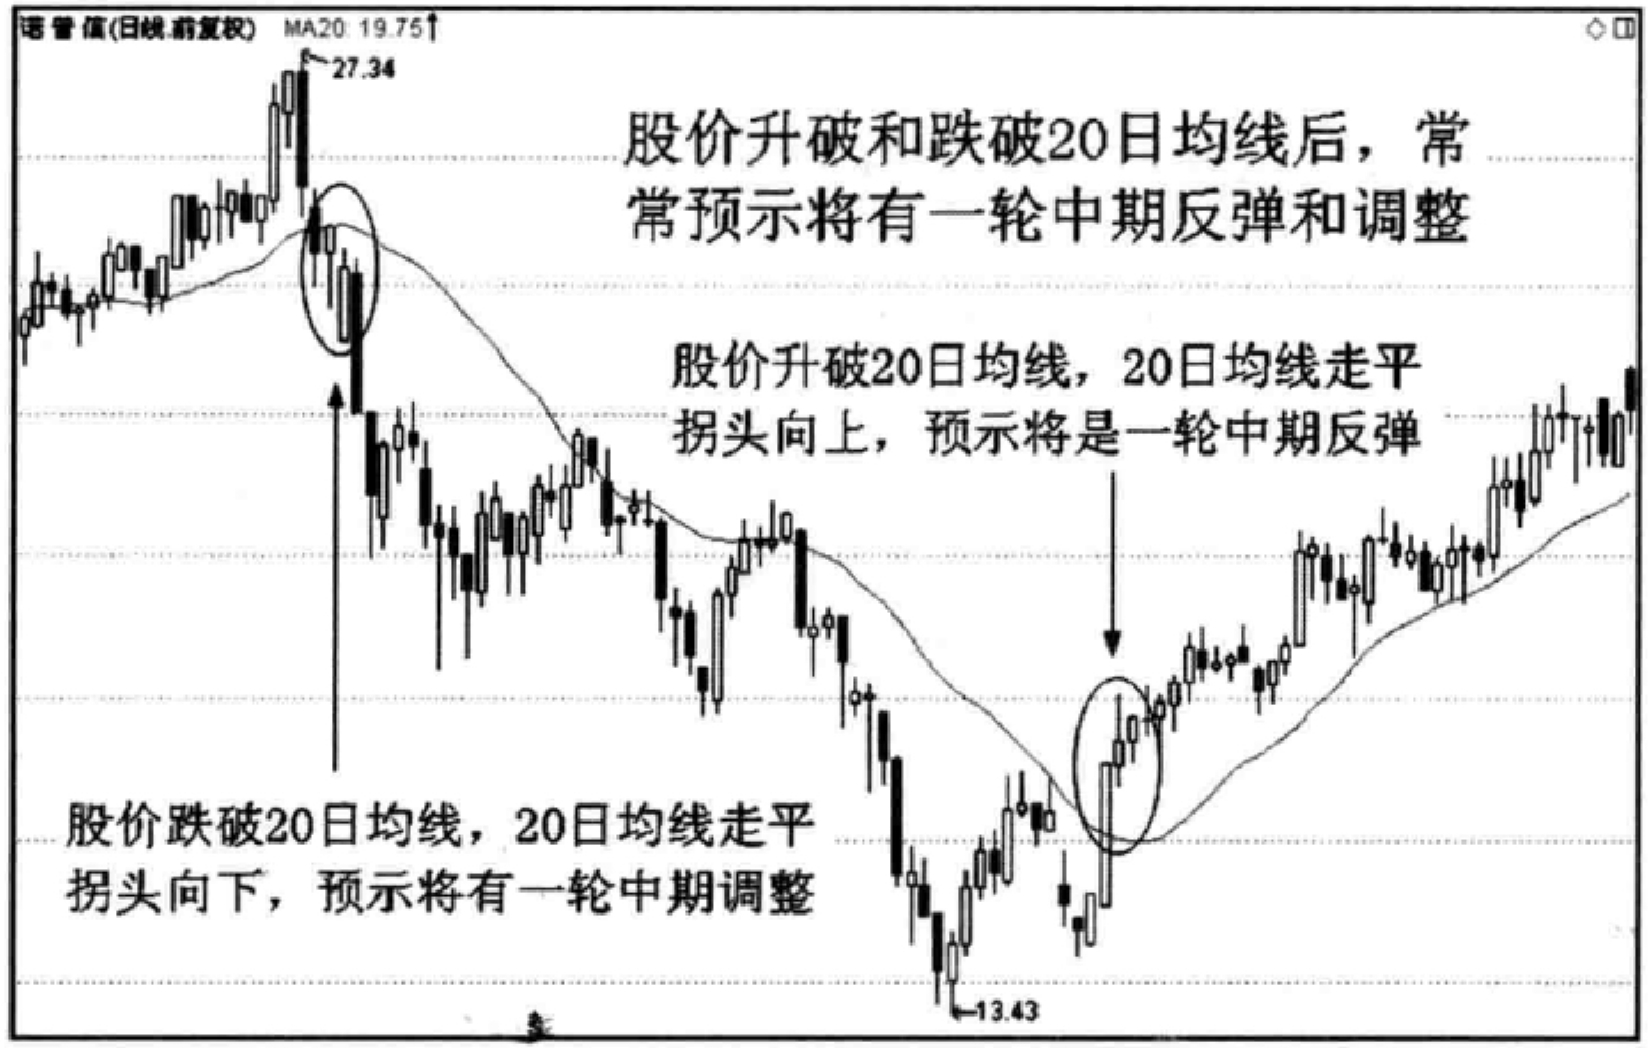 (日线.前复权) MA20: 19.75↑
27.34
股价升破和跌破20日均线后，常
常预示将有一轮中期反弹和调整
股价升破20日均线，20日均线走平
拐头向上，预示将是一轮中期反弹
股价跌破20日均线，20日均线走平
拐头向下，预示将有一轮中期调整
13.43